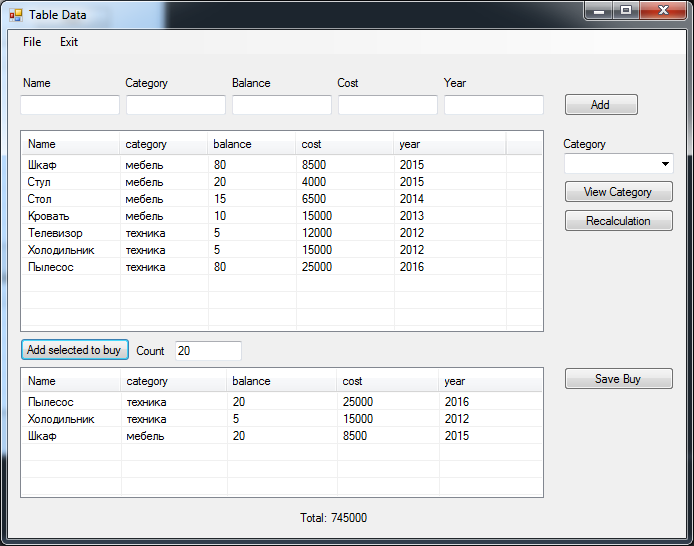 Table Data
File Exit
Name Category Balance Cost Year
Add
Name category balance cost year
Шкаф мебель 80 8500 2015
Стул мебель 20 4000 2015
Стол мебель 15 6500 2014
Кровать мебель 10 15000 2013
Телевизор техника 5 12000 2012
Холодильник техника 5 15000 2012
Пылесос техника 80 25000 2016
Category
View Category
Recalculation
Add selected to buy Count 20
Name category balance cost year
Пылесос техника 20 25000 2016
Холодильник техника 5 15000 2012
Шкаф мебель 20 8500 2015
Save Buy
Total: 745000